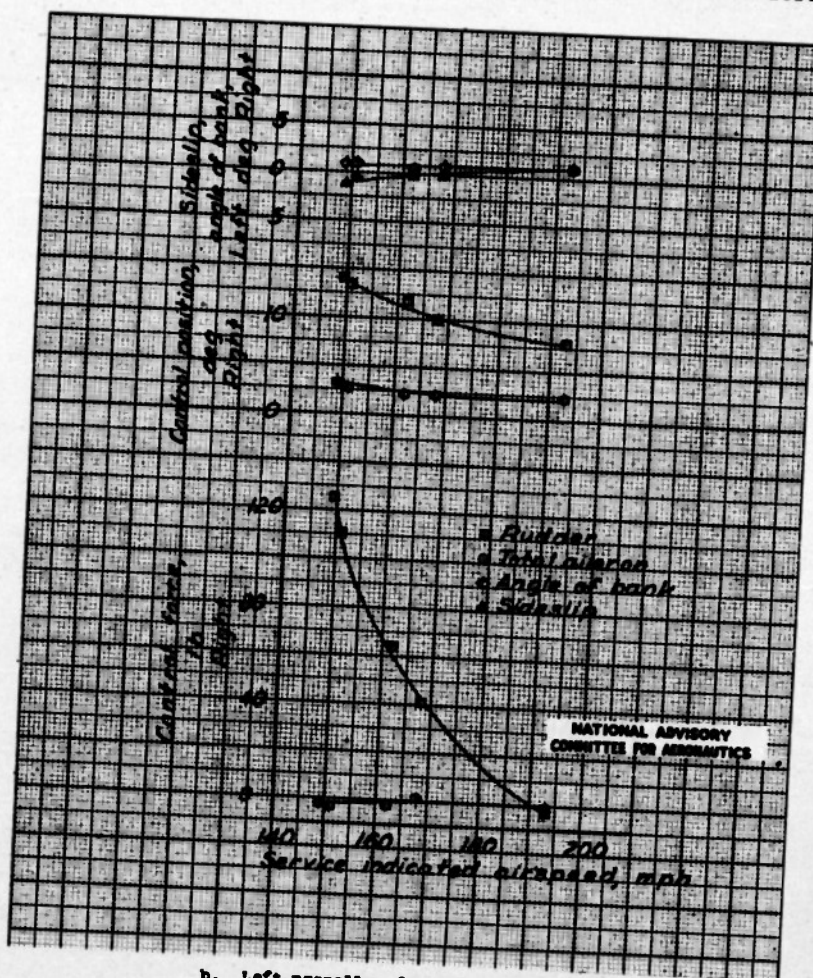 Sideslip,
angle of bank,
Left deg Right
5
0
5
Control position,
deg
Right
10
0
Control force,
lb
Right
120
80
40
0
Rudder
Total aileron
Angle of bank
Sideslip
NATIONAL ADVISORY
COMMITTEE FOR AERONAUTICS
140 160 180 200
Service indicated airspeed, mph
b. Left